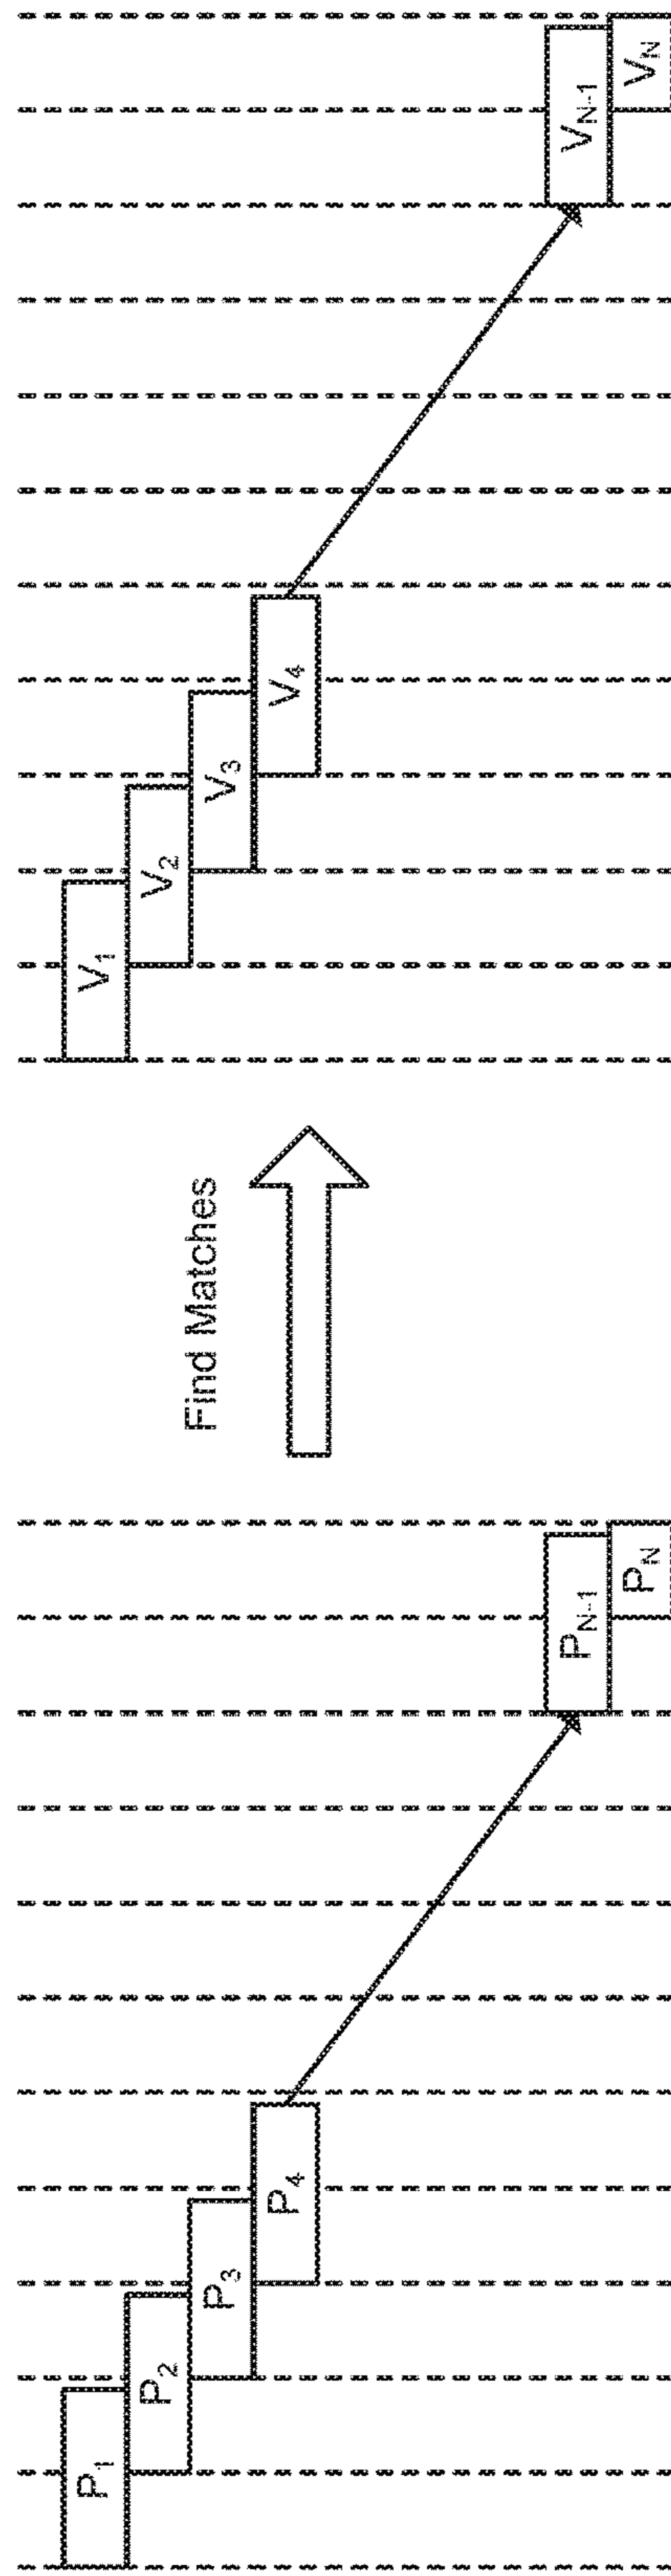 P₁
P₂
P₃
P₄
Pₙ₋₁
Pₙ
Find Matches
V₁
V₂
V₃
V₄
Vₙ₋₁
Vₙ